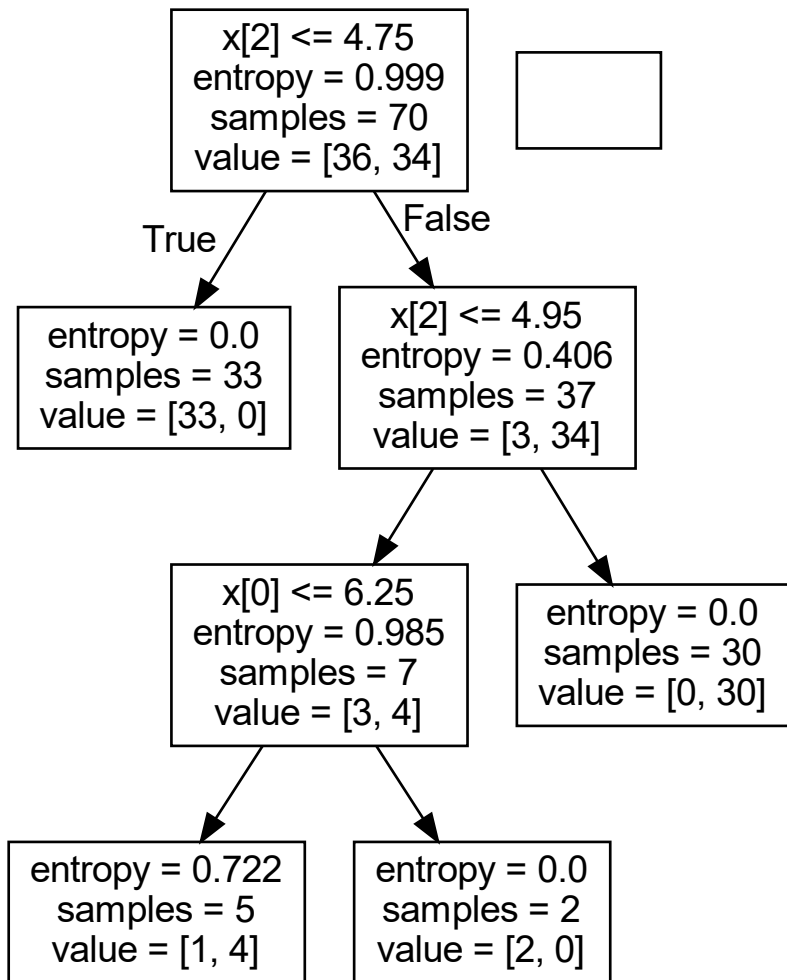 x[2] <= 4.75
entropy = 0.999
samples = 70
value = [36, 34]
True
False
entropy = 0.0
samples = 33
value = [33, 0]
x[2] <= 4.95
entropy = 0.406
samples = 37
value = [3, 34]
x[0] <= 6.25
entropy = 0.985
samples = 7
value = [3, 4]
entropy = 0.0
samples = 30
value = [0, 30]
entropy = 0.722
samples = 5
value = [1, 4]
entropy = 0.0
samples = 2
value = [2, 0]